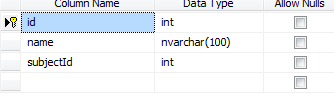 Column Name Data Type Allow Nulls
id int
name nvarchar(100)
subjectId int